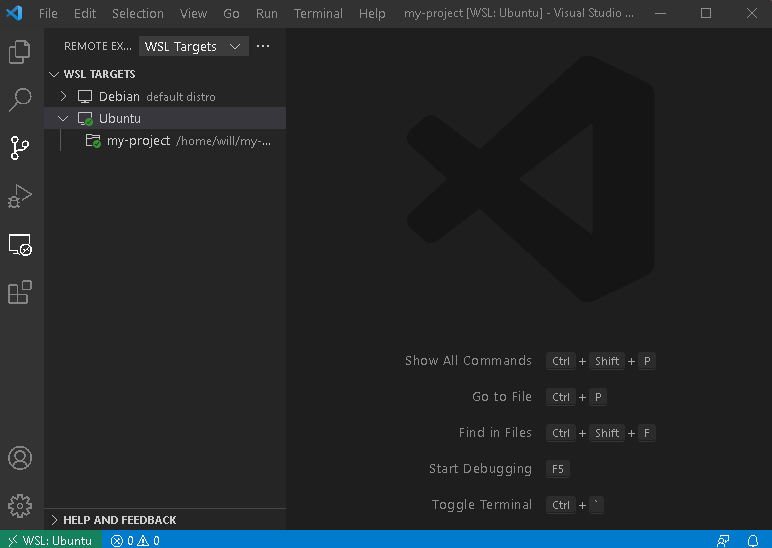 File Edit Selection View Go Run Terminal Help my-project [WSL: Ubuntu] - Visual Studio ...
REMOTE EX... WSL Targets ...
WSL TARGETS
Debian default distro
Ubuntu
my-project /home/will/my-...
Show All Commands Ctrl + Shift + P
Go to File Ctrl + P
Find in Files Ctrl + Shift + F
Start Debugging F5
Toggle Terminal Ctrl + `
HELP AND FEEDBACK
WSL: Ubuntu 0 0